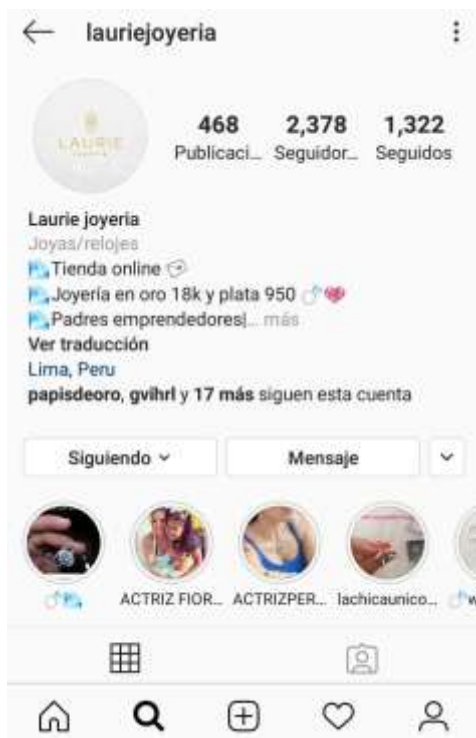 lauriejoyeria
LAURIE
468 2,378 1,322
Publicaci... Seguidor... Seguidos
Laurie joyeria
Joyas/relojes
Tienda online
Joyería en oro 18k y plata 950
Padres emprendedores|... más
Ver traducción
Lima, Peru
papisdeoro, gvihrl y 17 más siguen esta cuenta
Siguiendo Mensaje
ACTRIZ FIOR... ACTRIZPER... lachicaunico... w